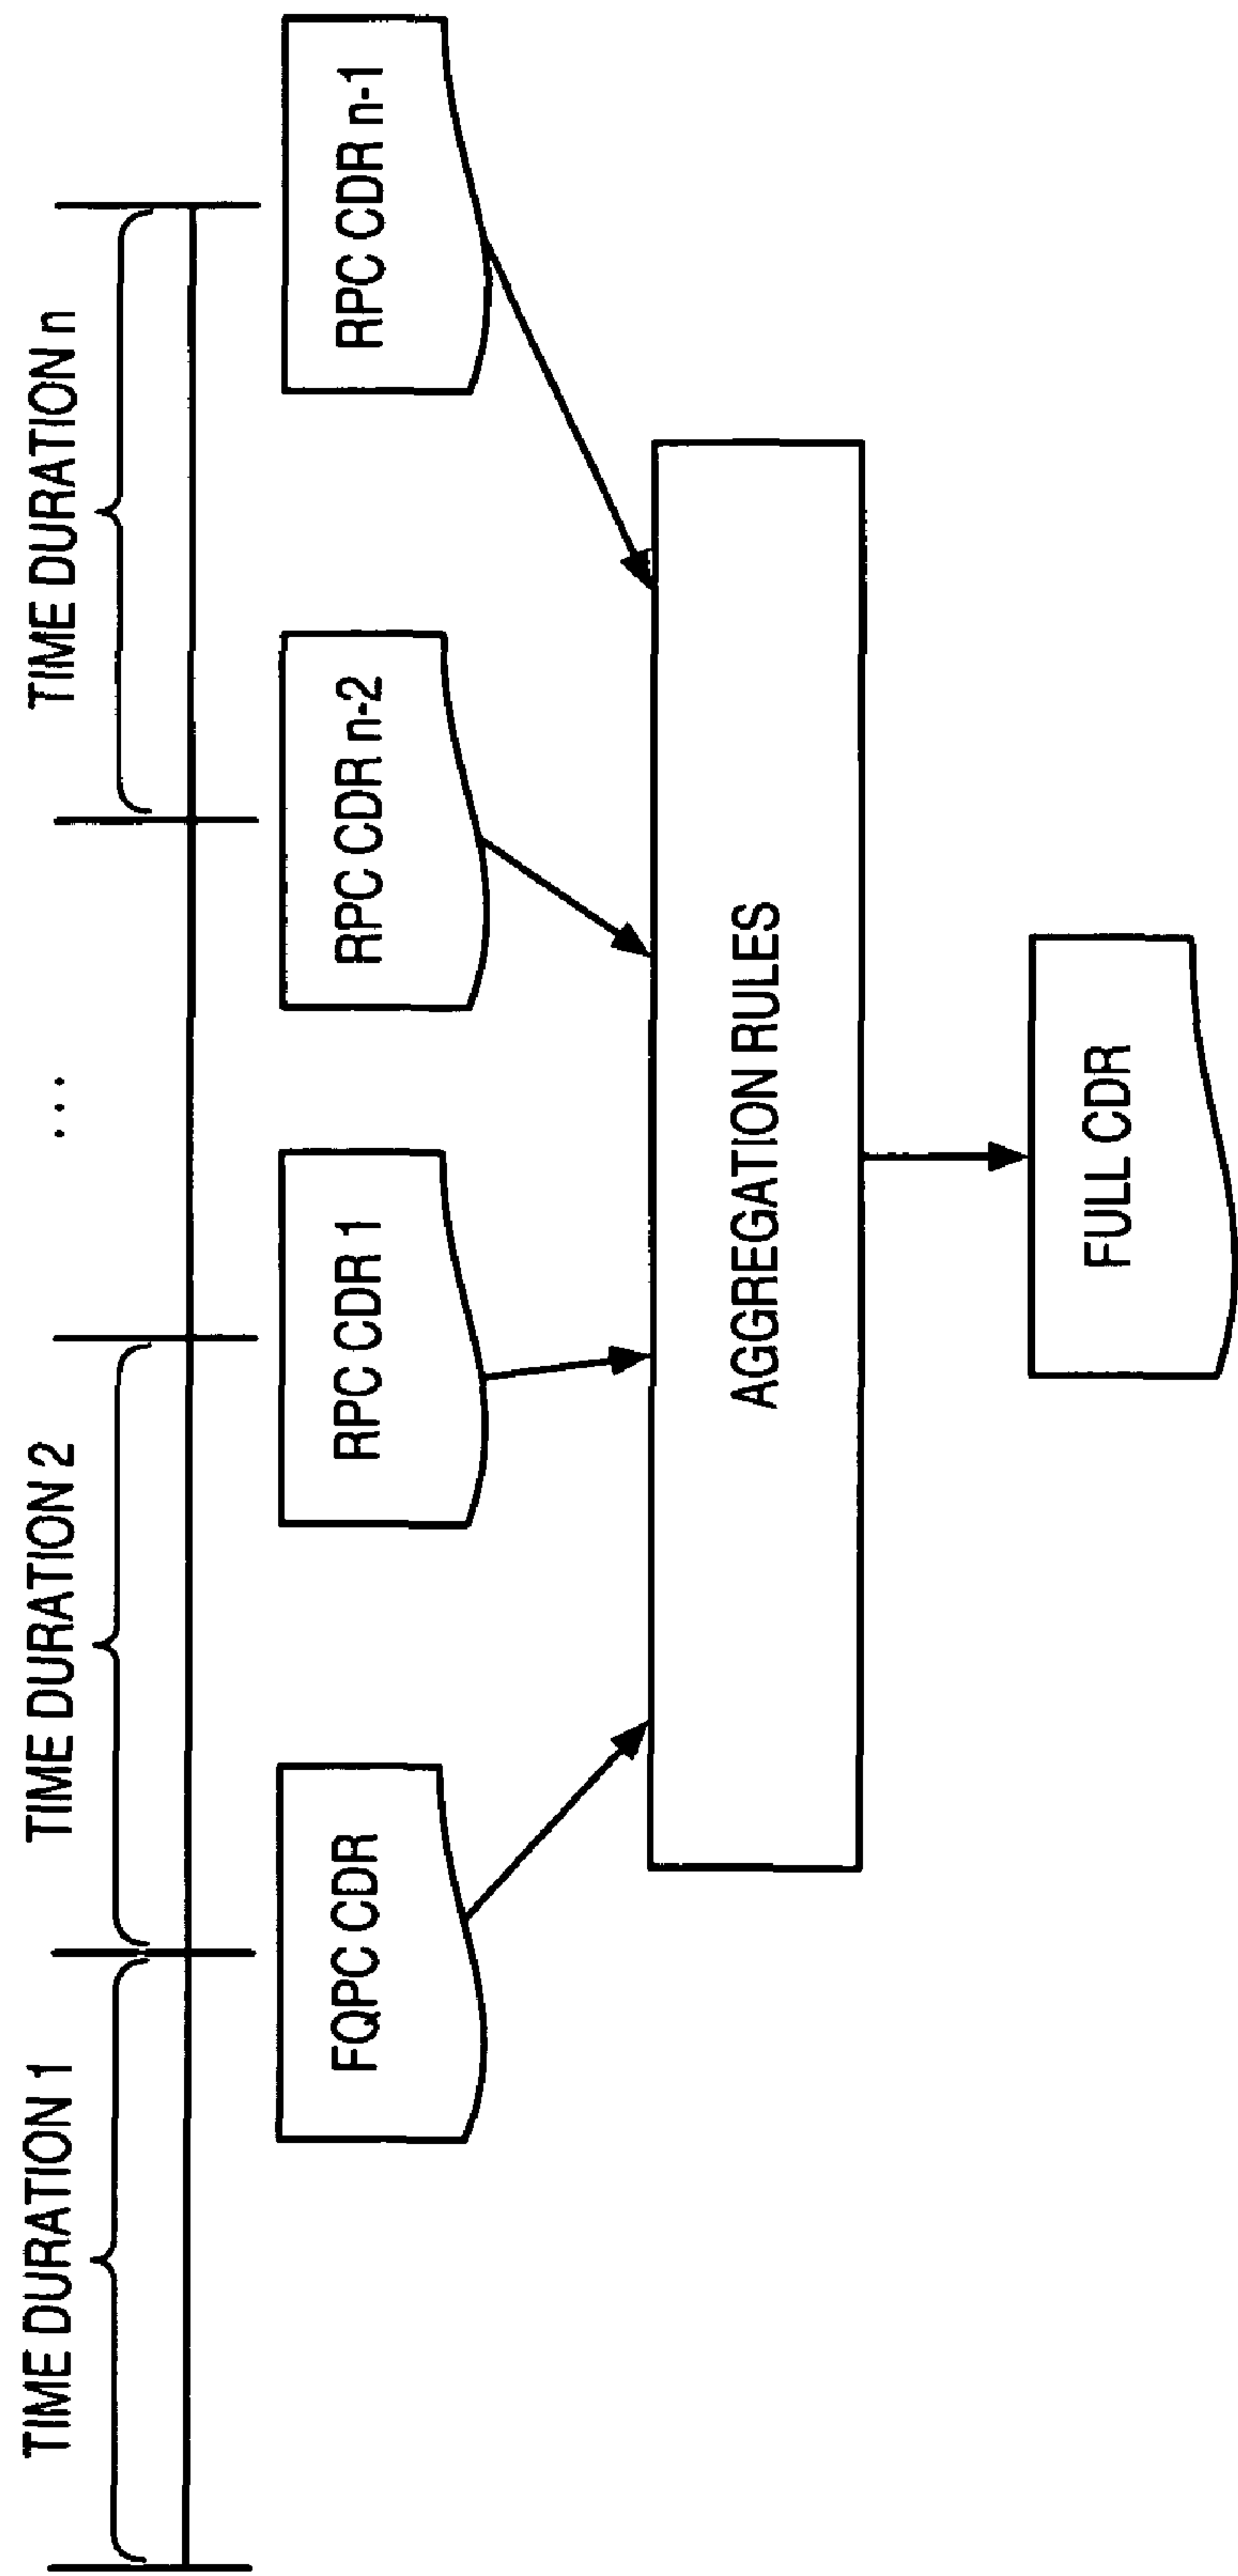 TIME DURATION 1
TIME DURATION 2
...
TIME DURATION n
FQPC CDR
RPC CDR 1
RPC CDR n-2
RPC CDR n-1
AGGREGATION RULES
FULL CDR